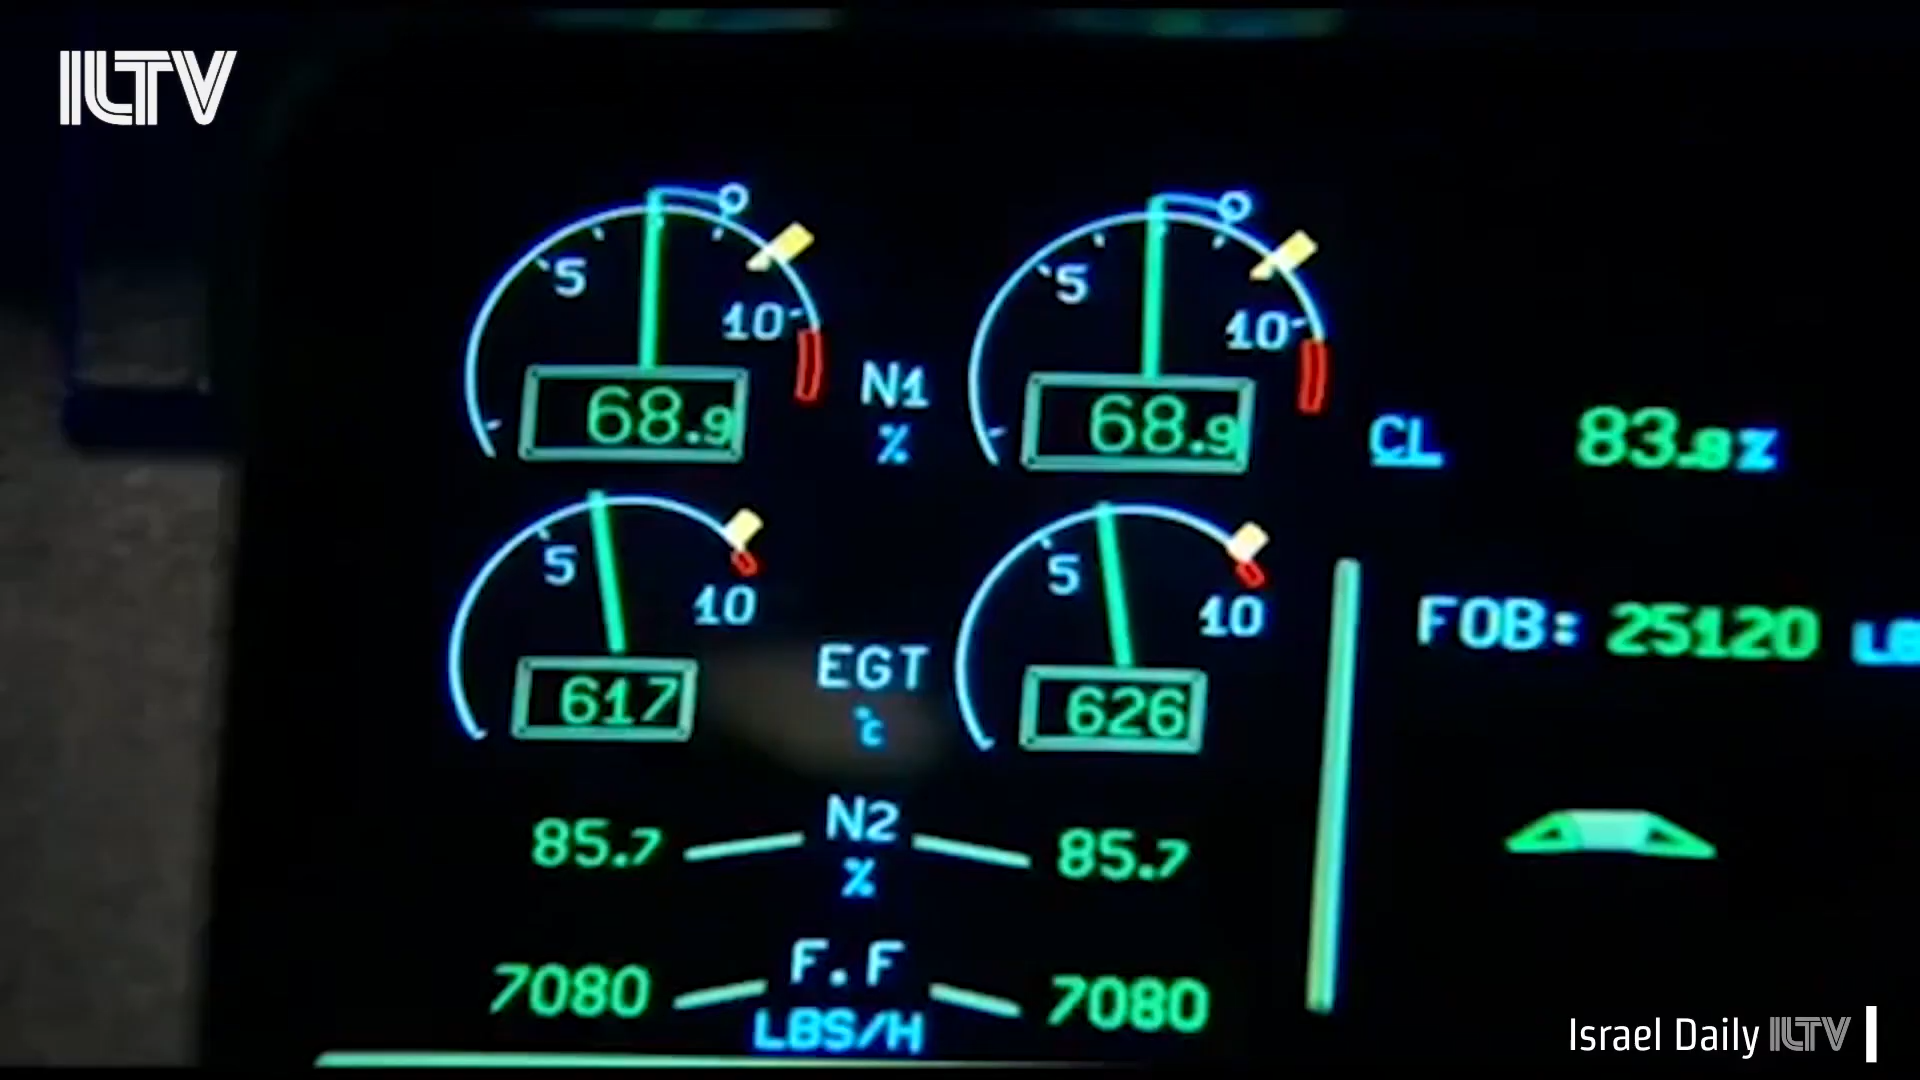 ILTV
5
10
68.9
N1
%
5
10
68.9
CL 83.8%
5
10
617
EGT
°C
5
10
626
FOB: 25120 LB
85.7 N2 85.7
%
7080 F.F 7080
LBS/H
Israel Daily ILTV